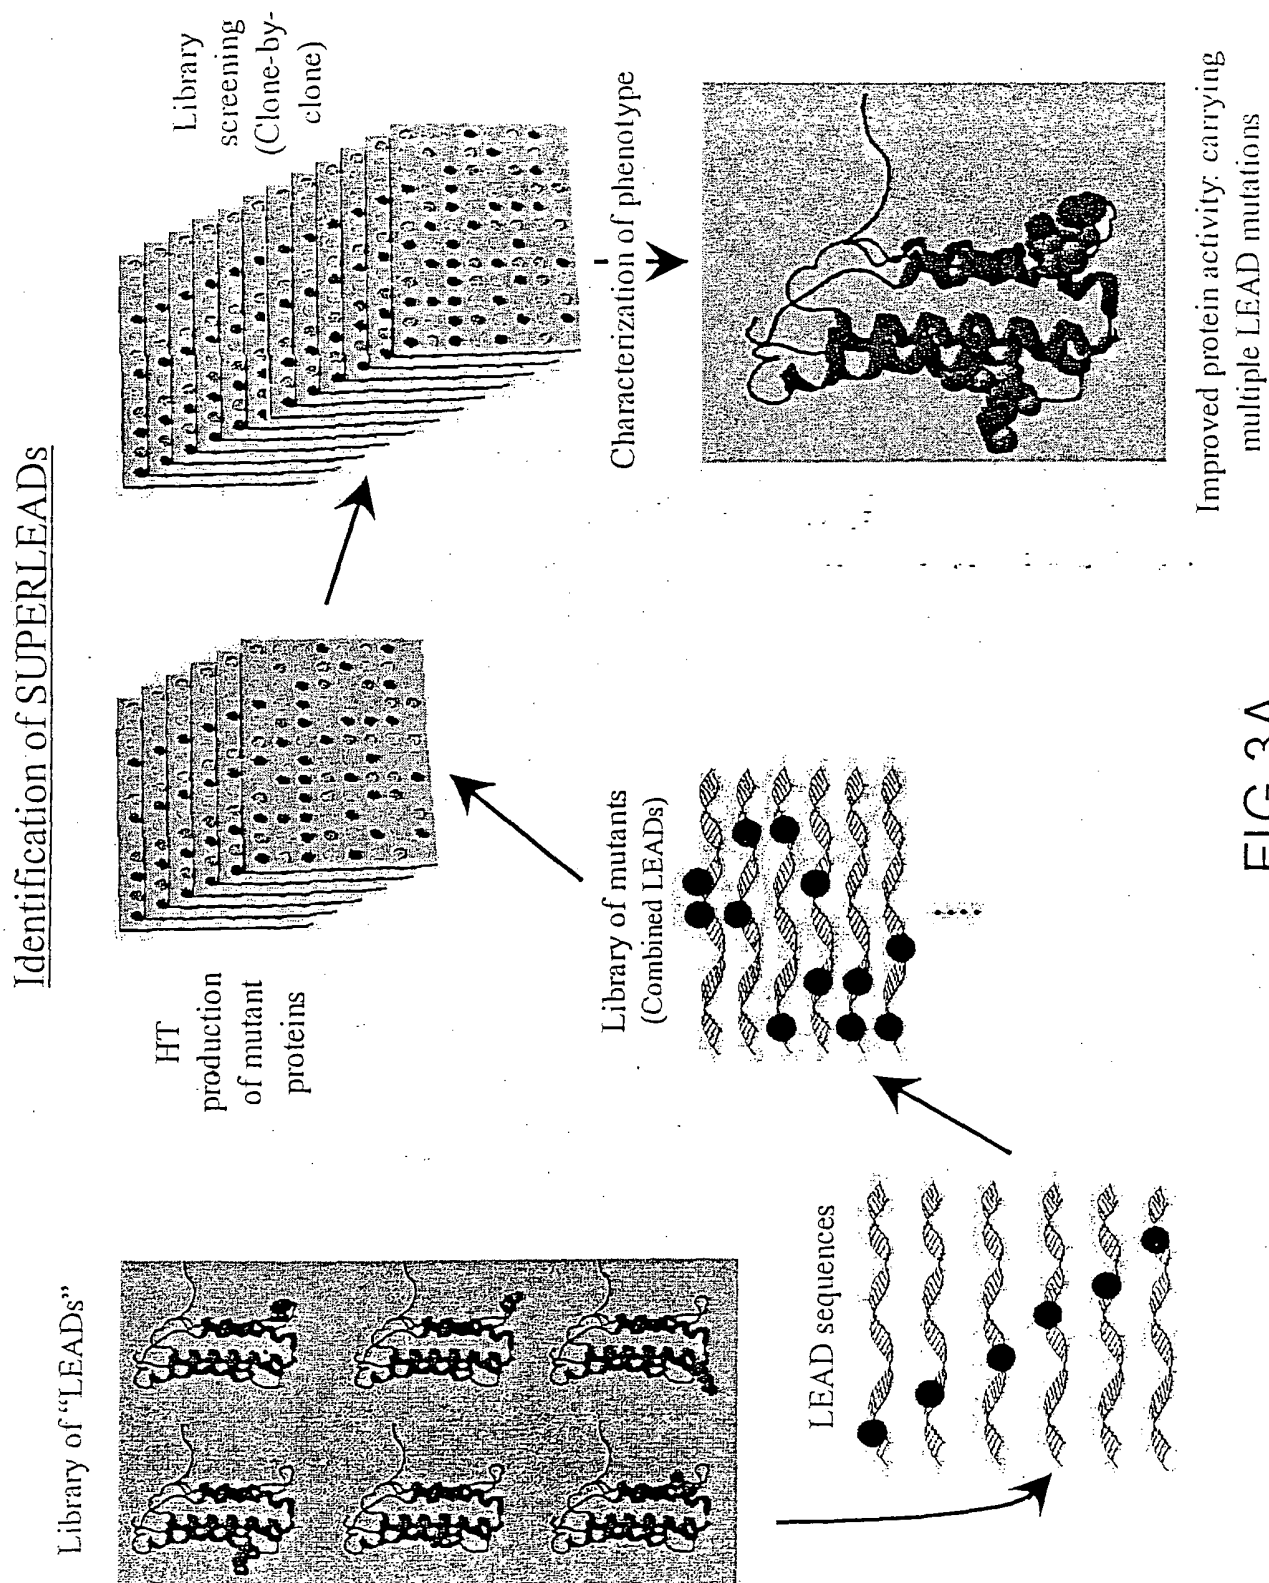 Identification of SUPERLEADs
Library of “LEADs”
LEAD sequences
Library of mutants
(Combined LEADs)
HT
production
of mutant
proteins
Library
screening
(Clone-by-
clone)
Characterization of phenotype
Improved protein activity: carrying
multiple LEAD mutations
FIG 3A